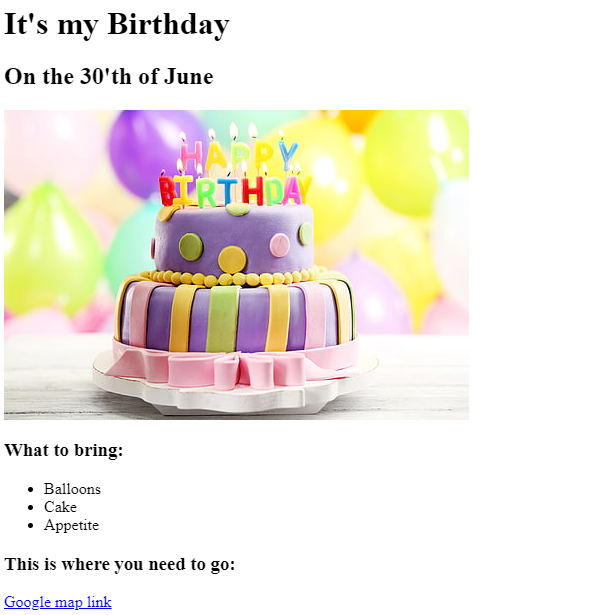 It's my Birthday
On the 30'th of June
HAPPY
BIRTHDAY
What to bring:
Balloons
Cake
Appetite
This is where you need to go:
Google map link